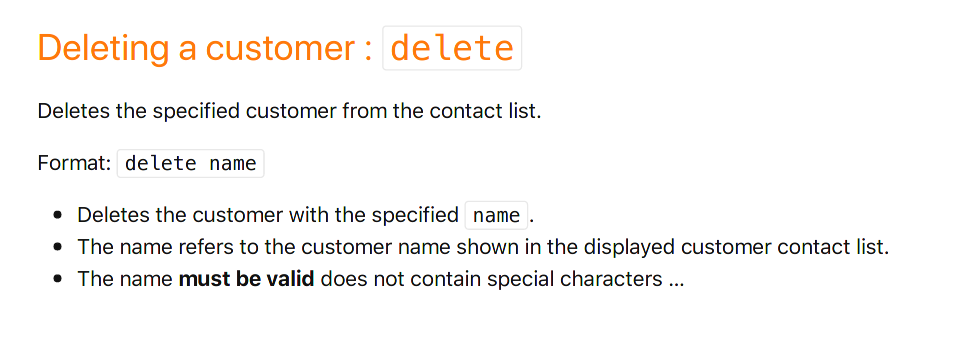 Deleting a customer : delete
Deletes the specified customer from the contact list.
Format: delete name
• Deletes the customer with the specified name .
• The name refers to the customer name shown in the displayed customer contact list.
• The name must be valid does not contain special characters ...